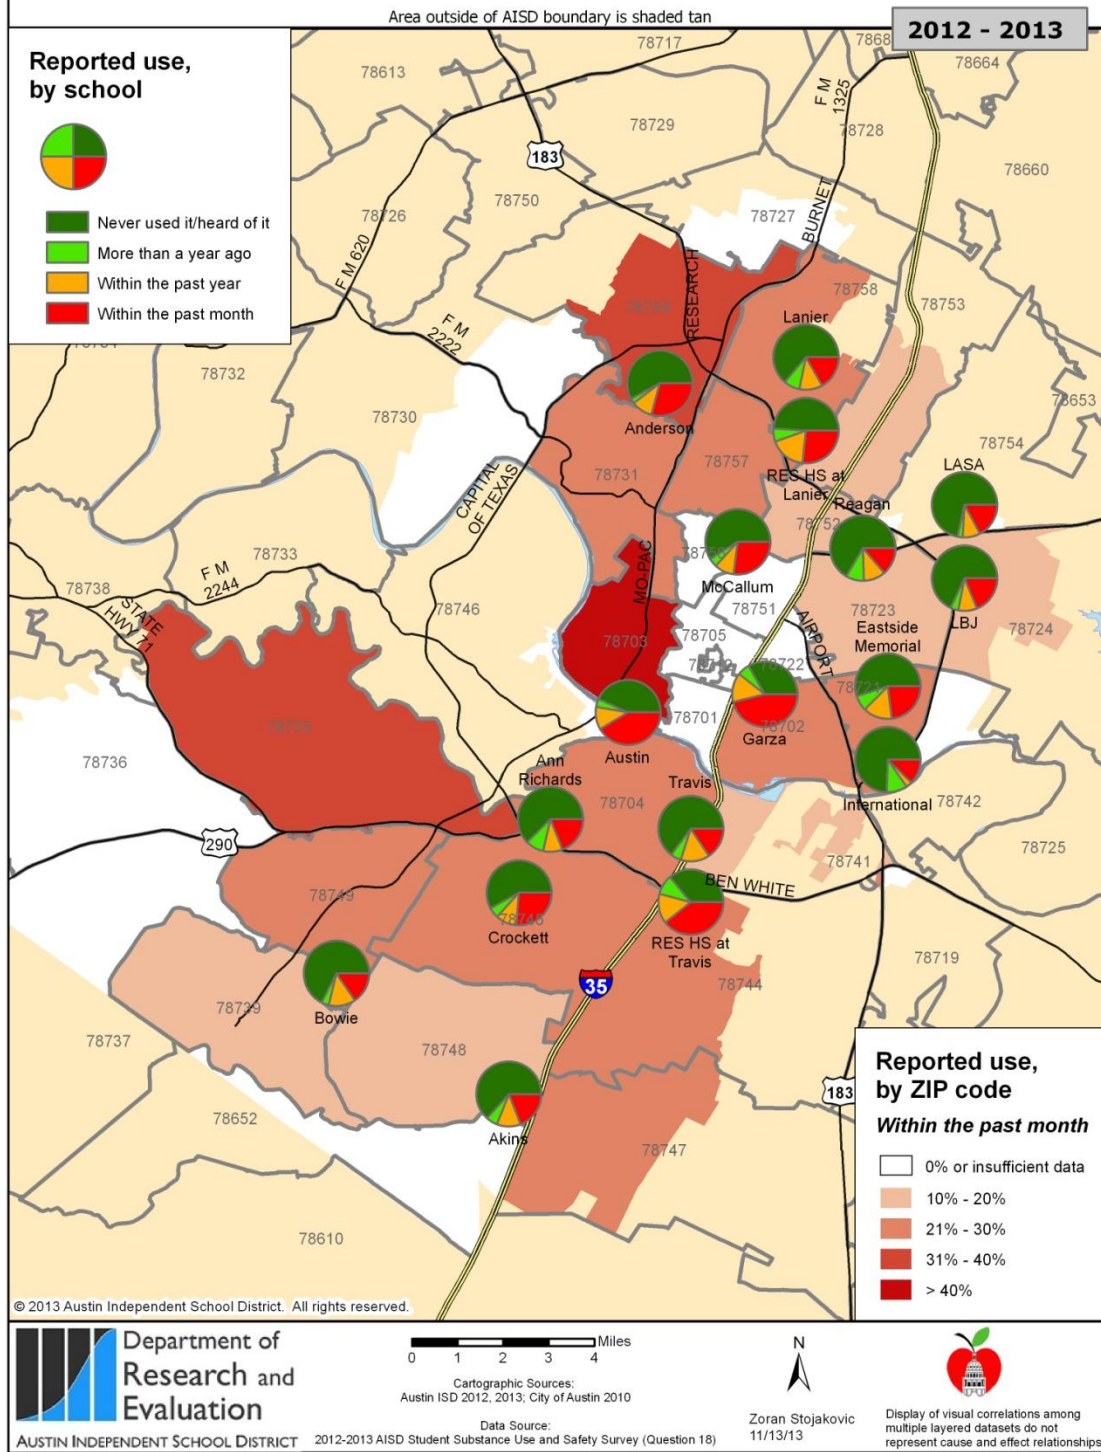 Area outside of AISD boundary is shaded tan
2012 - 2013
Reported use,
by school
Never used it/heard of it
More than a year ago
Within the past year
Within the past month
78717
78613
78664
78729
F M
1325
78728
183
78660
78750
78726
78727
BURNET
F M 620
RESEARCH
78758
78753
F M
2222
Lanier
78732
78730
78653
Anderson
78754
78731
78757
RES HS at
Lanier
LASA
CAPITAL
OF TEXAS
Reagan
78752
78733
F M
2244
78738
MO-PAC
McCallum
STATE
HWY 71
78746
78751
78723
LBJ
78724
78703
78705
AIRPORT
Eastside
Memorial
78722
78721
78701
78702
Garza
78736
Austin
Ann
Richards
Travis
International
78704
78742
290
78725
78741
BEN WHITE
78749
78745
Crockett
RES HS at
Travis
78719
35
78744
78739
Bowie
78737
78748
183
78652
Akins
78747
78610
Reported use,
by ZIP code
Within the past month
0% or insufficient data
10% - 20%
21% - 30%
31% - 40%
> 40%
© 2013 Austin Independent School District. All rights reserved.
Department of
Research and
Evaluation
AUSTIN INDEPENDENT SCHOOL DISTRICT
Miles
0 1 2 3 4
Cartographic Sources:
Austin ISD 2012, 2013; City of Austin 2010
Data Source:
2012-2013 AISD Student Substance Use and Safety Survey (Question 18)
N
Zoran Stojakovic
11/13/13
Display of visual correlations among
multiple layered datasets do not
represent cause and effect relationships